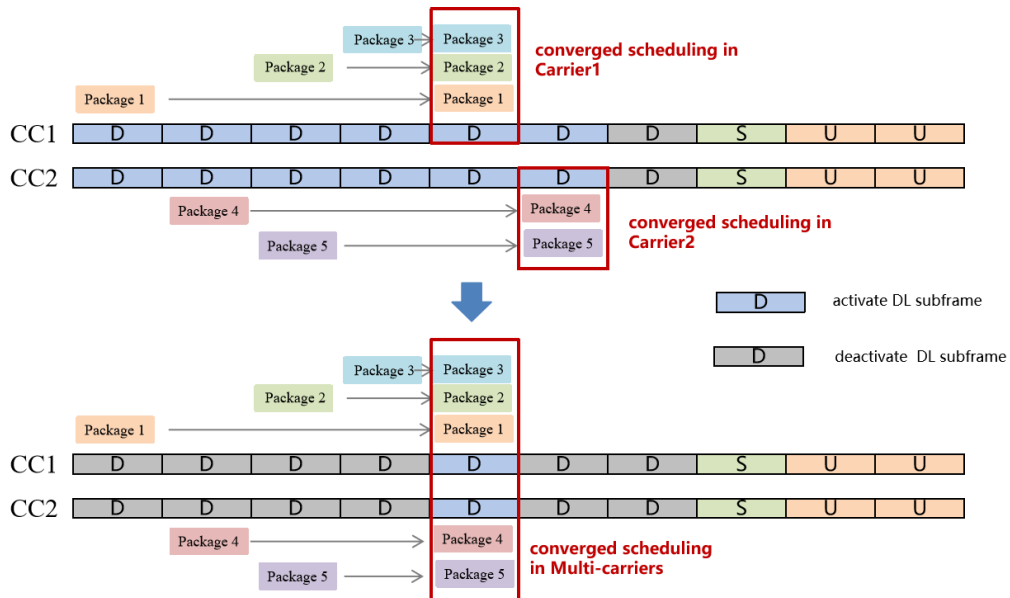 Package 3
Package 3
converged scheduling in
Carrier1
Package 2
Package 2
Package 1
Package 1
CC1 D D D D D D D S U U
CC2 D D D D D D D S U U
Package 4
Package 4
converged scheduling in
Carrier2
Package 5
Package 5
D activate DL subframe
D deactivate DL subframe
Package 3
Package 3
Package 2
Package 2
Package 1
Package 1
CC1 D D D D D D D S U U
CC2 D D D D D D D S U U
Package 4
Package 4
converged scheduling
in Multi-carriers
Package 5
Package 5